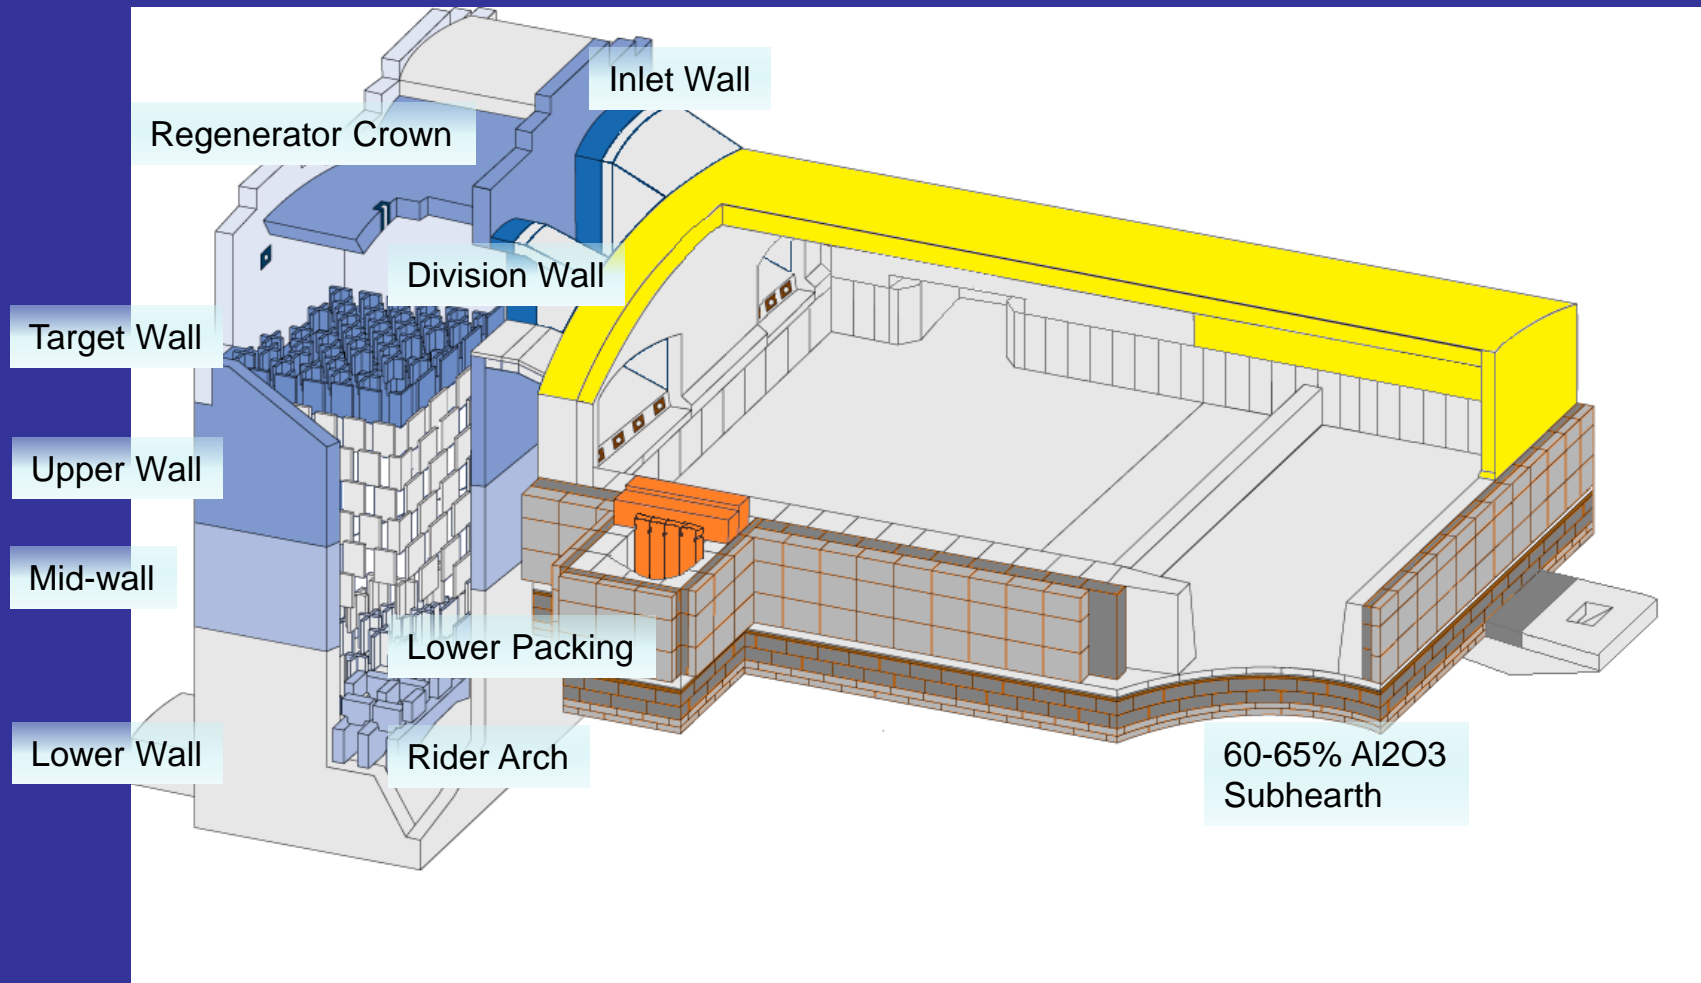 Inlet Wall
Regenerator Crown
Division Wall
Target Wall
Upper Wall
Mid-wall
Lower Packing
Lower Wall
Rider Arch
60-65% Al2O3
Subhearth